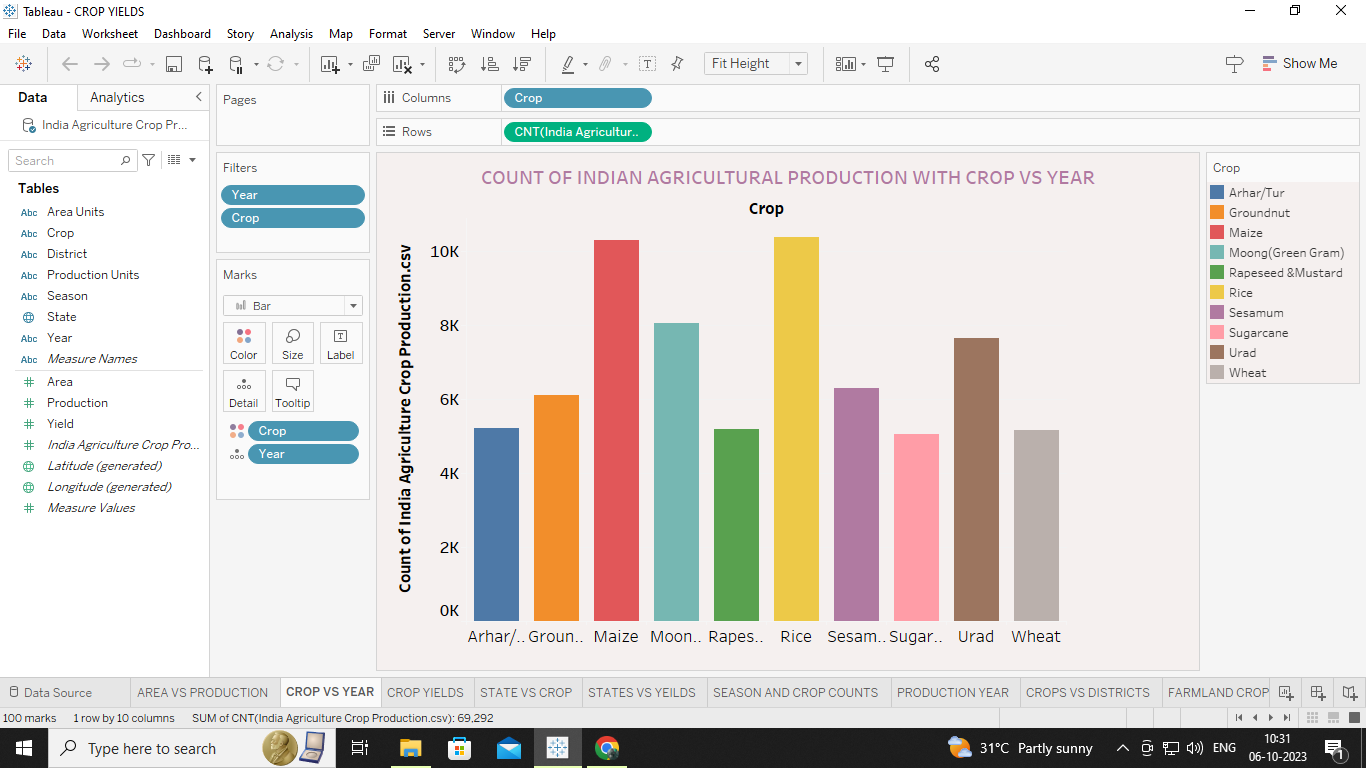 Tableau - CROP YIELDS
File Data Worksheet Dashboard Story Analysis Map Format Server Window Help
Fit Height
Show Me
Data Analytics
India Agriculture Crop Pr...
Search
Tables
Abc Area Units
Abc Crop
Abc District
Abc Production Units
Abc Season
State
Abc Year
Abc Measure Names
Area
Production
Yield
India Agriculture Crop Pro...
Latitude (generated)
Longitude (generated)
Measure Values
Pages
Filters
Year
Crop
Marks
Bar
Color Size Label
Detail Tooltip
Crop
Year
Columns Crop
Rows CNT(India Agricultur..
COUNT OF INDIAN AGRICULTURAL PRODUCTION WITH CROP VS YEAR
Crop
Count of India Agriculture Crop Production.csv
10K
8K
6K
4K
2K
0K
Arhar/.. Groun.. Maize Moon.. Rapes.. Rice Sesam.. Sugar.. Urad Wheat
Crop
Arhar/Tur
Groundnut
Maize
Moong(Green Gram)
Rapeseed &Mustard
Rice
Sesamum
Sugarcane
Urad
Wheat
Data Source AREA VS PRODUCTION CROP VS YEAR CROP YIELDS STATE VS CROP STATES VS YEILDS SEASON AND CROP COUNTS PRODUCTION YEAR CROPS VS DISTRICTS FARMLAND CROP
100 marks 1 row by 10 columns SUM of CNT(India Agriculture Crop Production.csv): 69,292
Type here to search
31°C Partly sunny ENG 10:31
06-10-2023 1